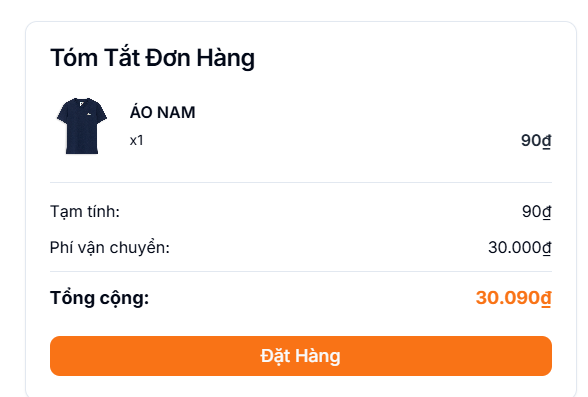 Tóm Tắt Đơn Hàng
ÁO NAM
x1
90₫
Tạm tính: 90₫
Phí vận chuyển: 30.000₫
Tổng cộng: 30.090₫
Đặt Hàng